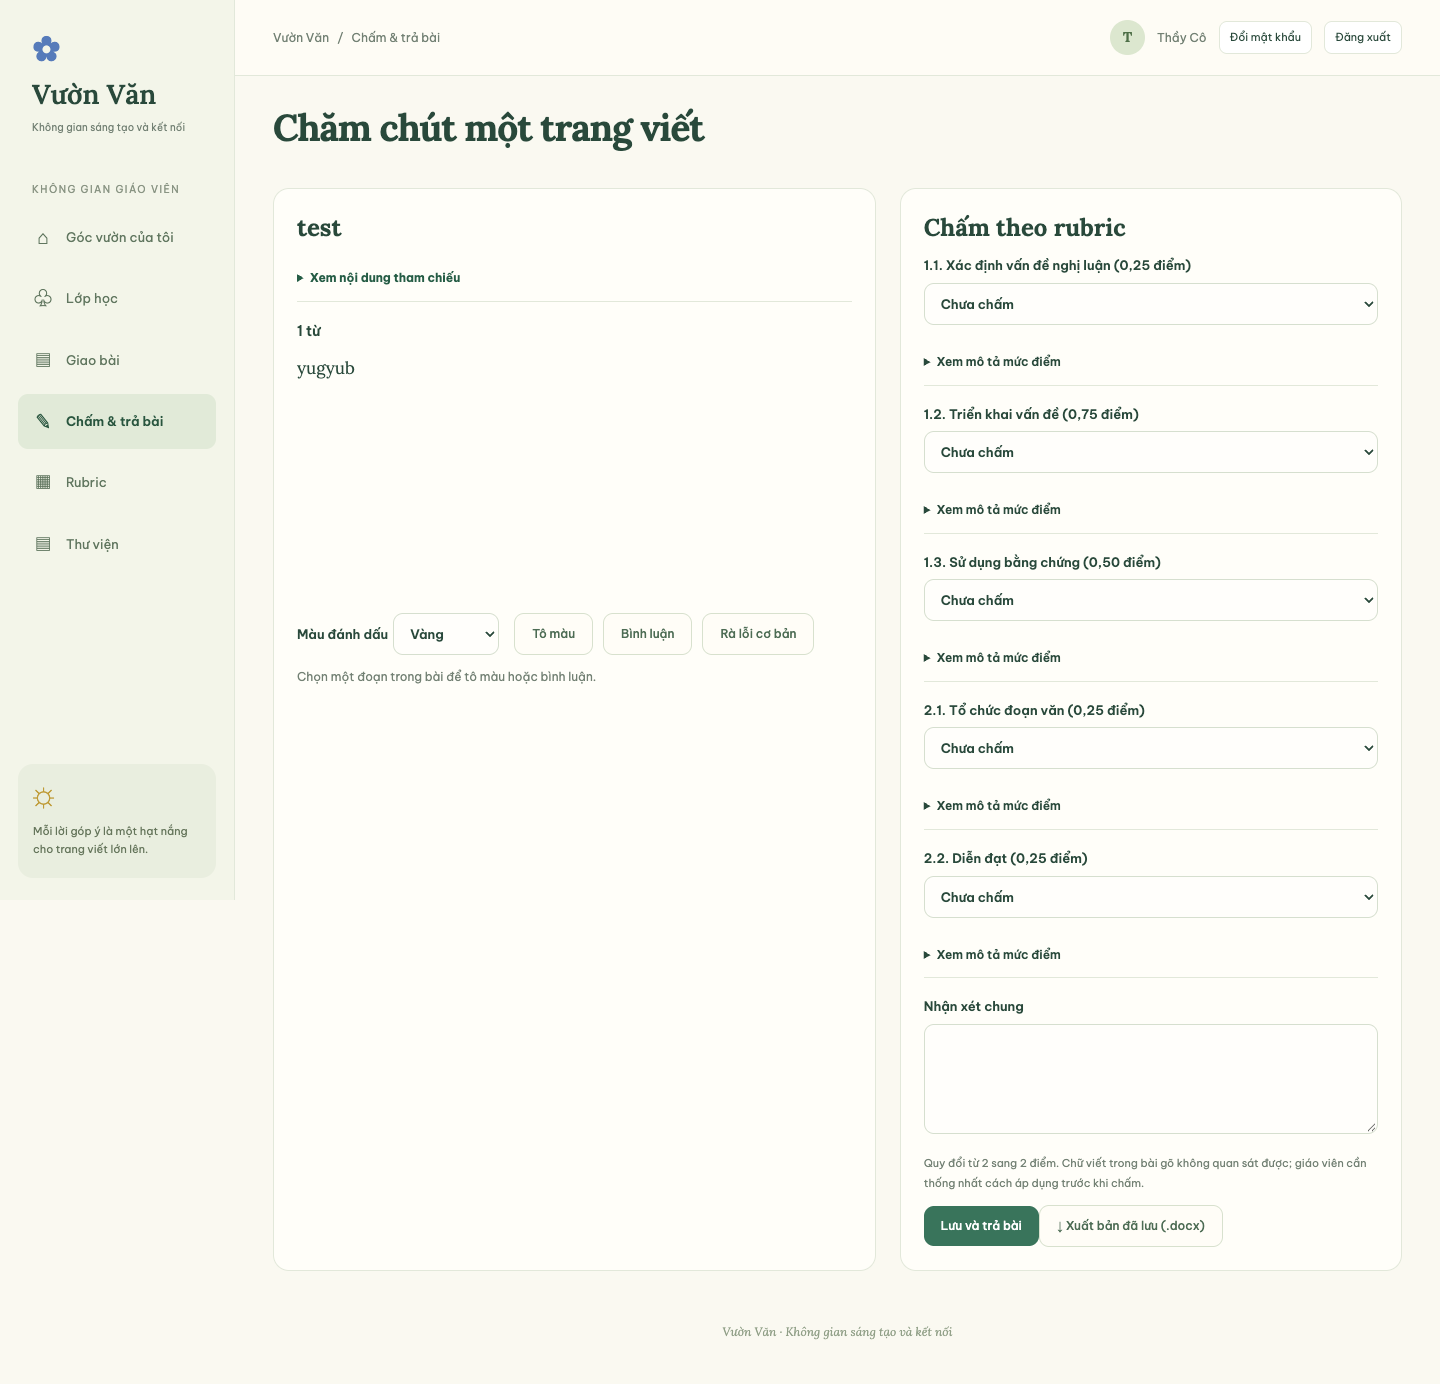 Vườn Văn
Không gian sáng tạo và kết nối
KHÔNG GIAN GIÁO VIÊN
Góc vườn của tôi
Lớp học
Giao bài
Chấm & trả bài
Rubric
Thư viện
Mỗi lời góp ý là một hạt nắng
cho trang viết lớn lên.
Vườn Văn / Chấm & trả bài
T Thầy Cô Đổi mật khẩu Đăng xuất
Chăm chút một trang viết
test
Xem nội dung tham chiếu
1 từ
yugyub
Màu đánh dấu Vàng Tô màu Bình luận Rà lỗi cơ bản
Chọn một đoạn trong bài để tô màu hoặc bình luận.
Chấm theo rubric
1.1. Xác định vấn đề nghị luận (0,25 điểm)
Chưa chấm
Xem mô tả mức điểm
1.2. Triển khai vấn đề (0,75 điểm)
Chưa chấm
Xem mô tả mức điểm
1.3. Sử dụng bằng chứng (0,50 điểm)
Chưa chấm
Xem mô tả mức điểm
2.1. Tổ chức đoạn văn (0,25 điểm)
Chưa chấm
Xem mô tả mức điểm
2.2. Diễn đạt (0,25 điểm)
Chưa chấm
Xem mô tả mức điểm
Nhận xét chung
Quy đổi từ 2 sang 2 điểm. Chữ viết trong bài gõ không quan sát được; giáo viên cần
thống nhất cách áp dụng trước khi chấm.
Lưu và trả bài ↓ Xuất bản đã lưu (.docx)
Vườn Văn · Không gian sáng tạo và kết nối